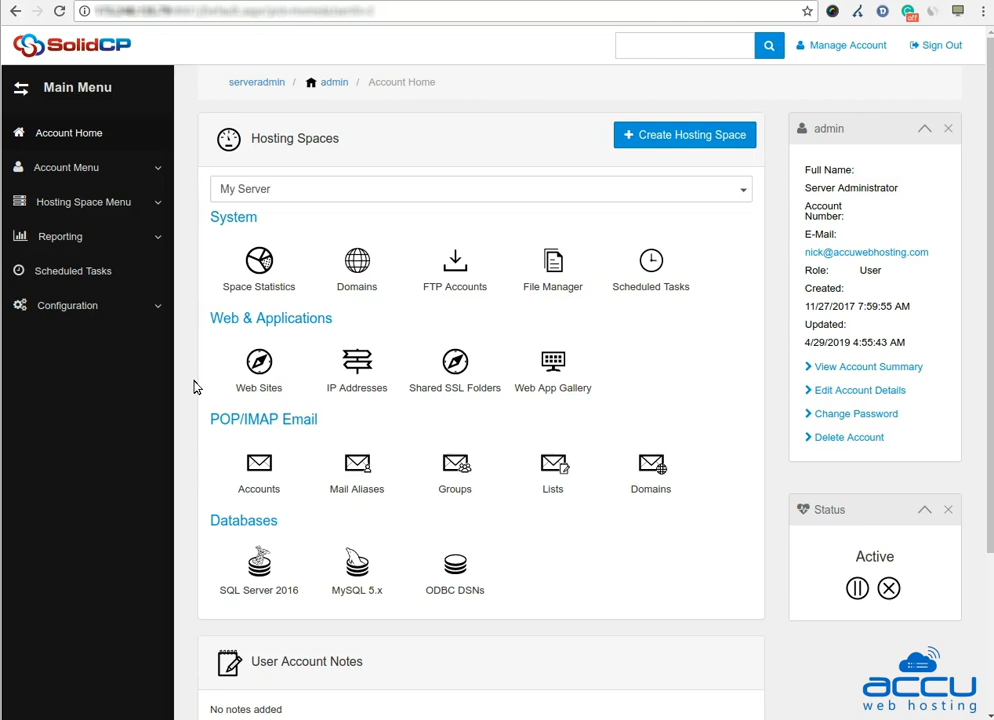 SolidCP
Manage Account
Sign Out
Main Menu
Account Home
Account Menu
Hosting Space Menu
Reporting
Scheduled Tasks
Configuration
serveradmin / admin / Account Home
Hosting Spaces
+ Create Hosting Space
My Server
System
Space Statistics
Domains
FTP Accounts
File Manager
Scheduled Tasks
Web & Applications
Web Sites
IP Addresses
Shared SSL Folders
Web App Gallery
POP/IMAP Email
Accounts
Mail Aliases
Groups
Lists
Domains
Databases
SQL Server 2016
MySQL 5.x
ODBC DSNs
User Account Notes
No notes added
admin
Full Name:
Server Administrator
Account
Number:
E-Mail:
nick@accuwebhosting.com
Role: User
Created:
11/27/2017 7:59:55 AM
Updated:
4/29/2019 4:55:43 AM
View Account Summary
Edit Account Details
Change Password
Delete Account
Status
Active
accu
web hosting
off